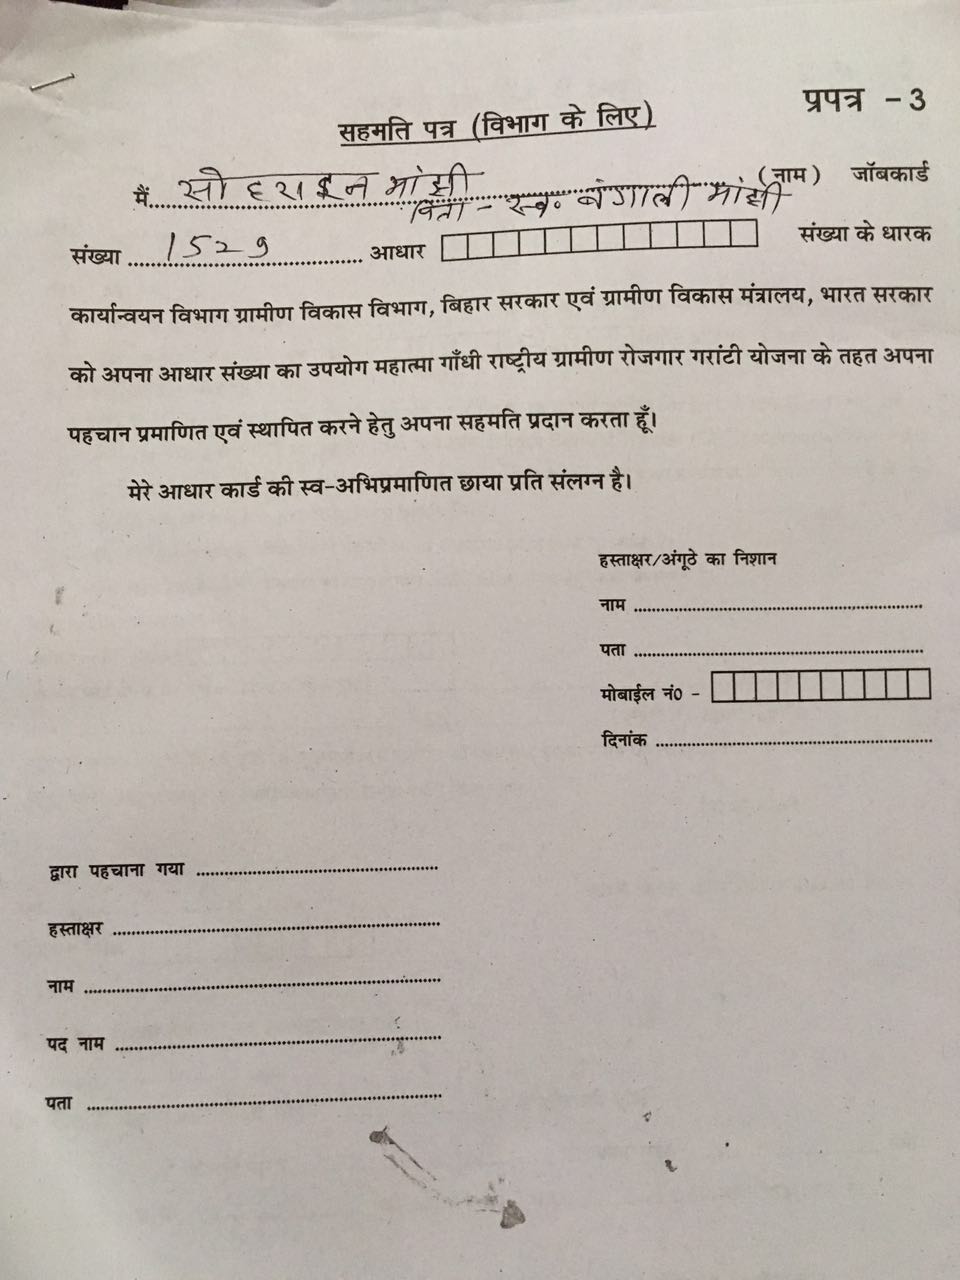 प्रपत्र - 3
सहमति पत्र (विभाग के लिए)
मैं सोहराइन मांझी (नाम) जॉबकार्ड
पिता - स्व० बंगाली मांझी
संख्या 1529 आधार संख्या के धारक
कार्यान्वयन विभाग ग्रामीण विकास विभाग, बिहार सरकार एवं ग्रामीण विकास मंत्रालय, भारत सरकार
को अपना आधार संख्या का उपयोग महात्मा गाँधी राष्ट्रीय ग्रामीण रोजगार गरांटी योजना के तहत अपना
पहचान प्रमाणित एवं स्थापित करने हेतु अपना सहमति प्रदान करता हूँ।
मेरे आधार कार्ड की स्व-अभिप्रमाणित छाया प्रति संलग्न है।
हस्ताक्षर/अंगूठे का निशान
नाम
पता
मोबाईल नं0 -
दिनांक
द्वारा पहचाना गया
हस्ताक्षर
नाम
पद नाम
पता